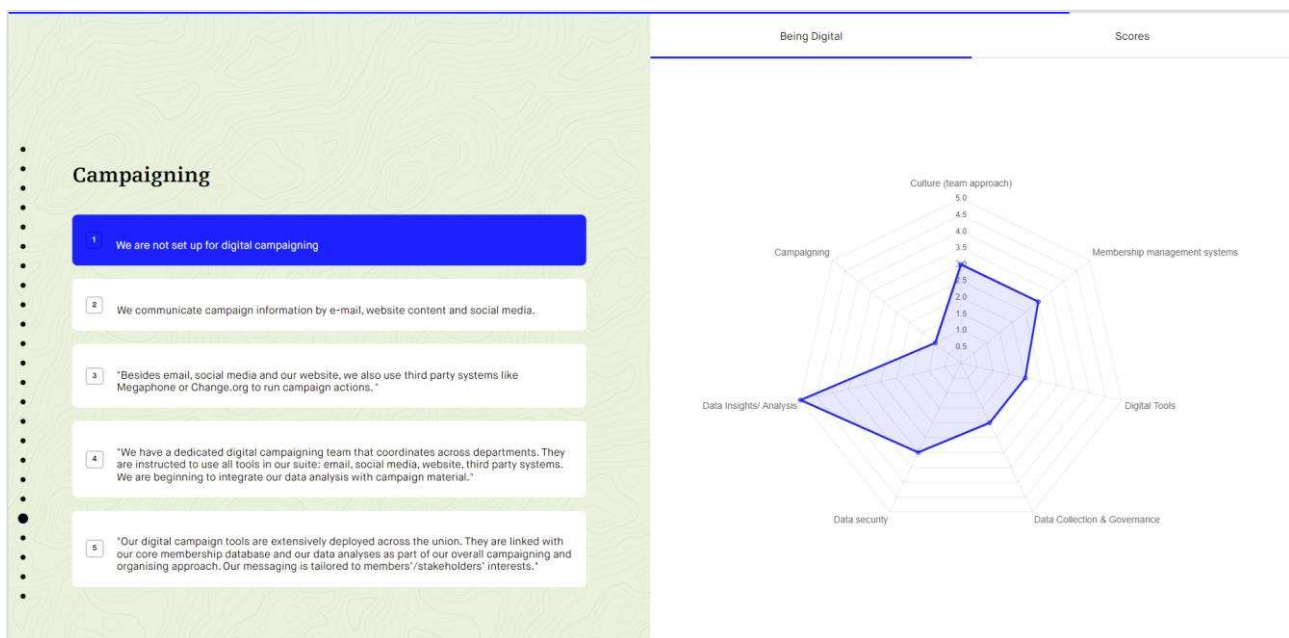 Being Digital
Scores
Campaigning
1
We are not set up for digital campaigning
2
We communicate campaign information by e-mail, website content and social media.
3
"Besides email, social media and our website, we also use third party systems like
Megaphone or Change.org to run campaign actions. "
4
"We have a dedicated digital campaigning team that coordinates across departments. They
are instructed to use all tools in our suite: email, social media, website, third party systems.
We are beginning to integrate our data analysis with campaign material."
5
"Our digital campaign tools are extensively deployed across the union. They are linked with
our core membership database and our data analyses as part of our overall campaigning and
organising approach. Our messaging is tailored to members'/stakeholders' interests."
Culture (team approach)
5.0
4.5
4.0
3.5
3.0
2.5
2.0
1.5
1.0
0.5
Campaigning
Membership management systems
Data Insights/ Analysis
Digital Tools
Data security
Data Collection & Governance